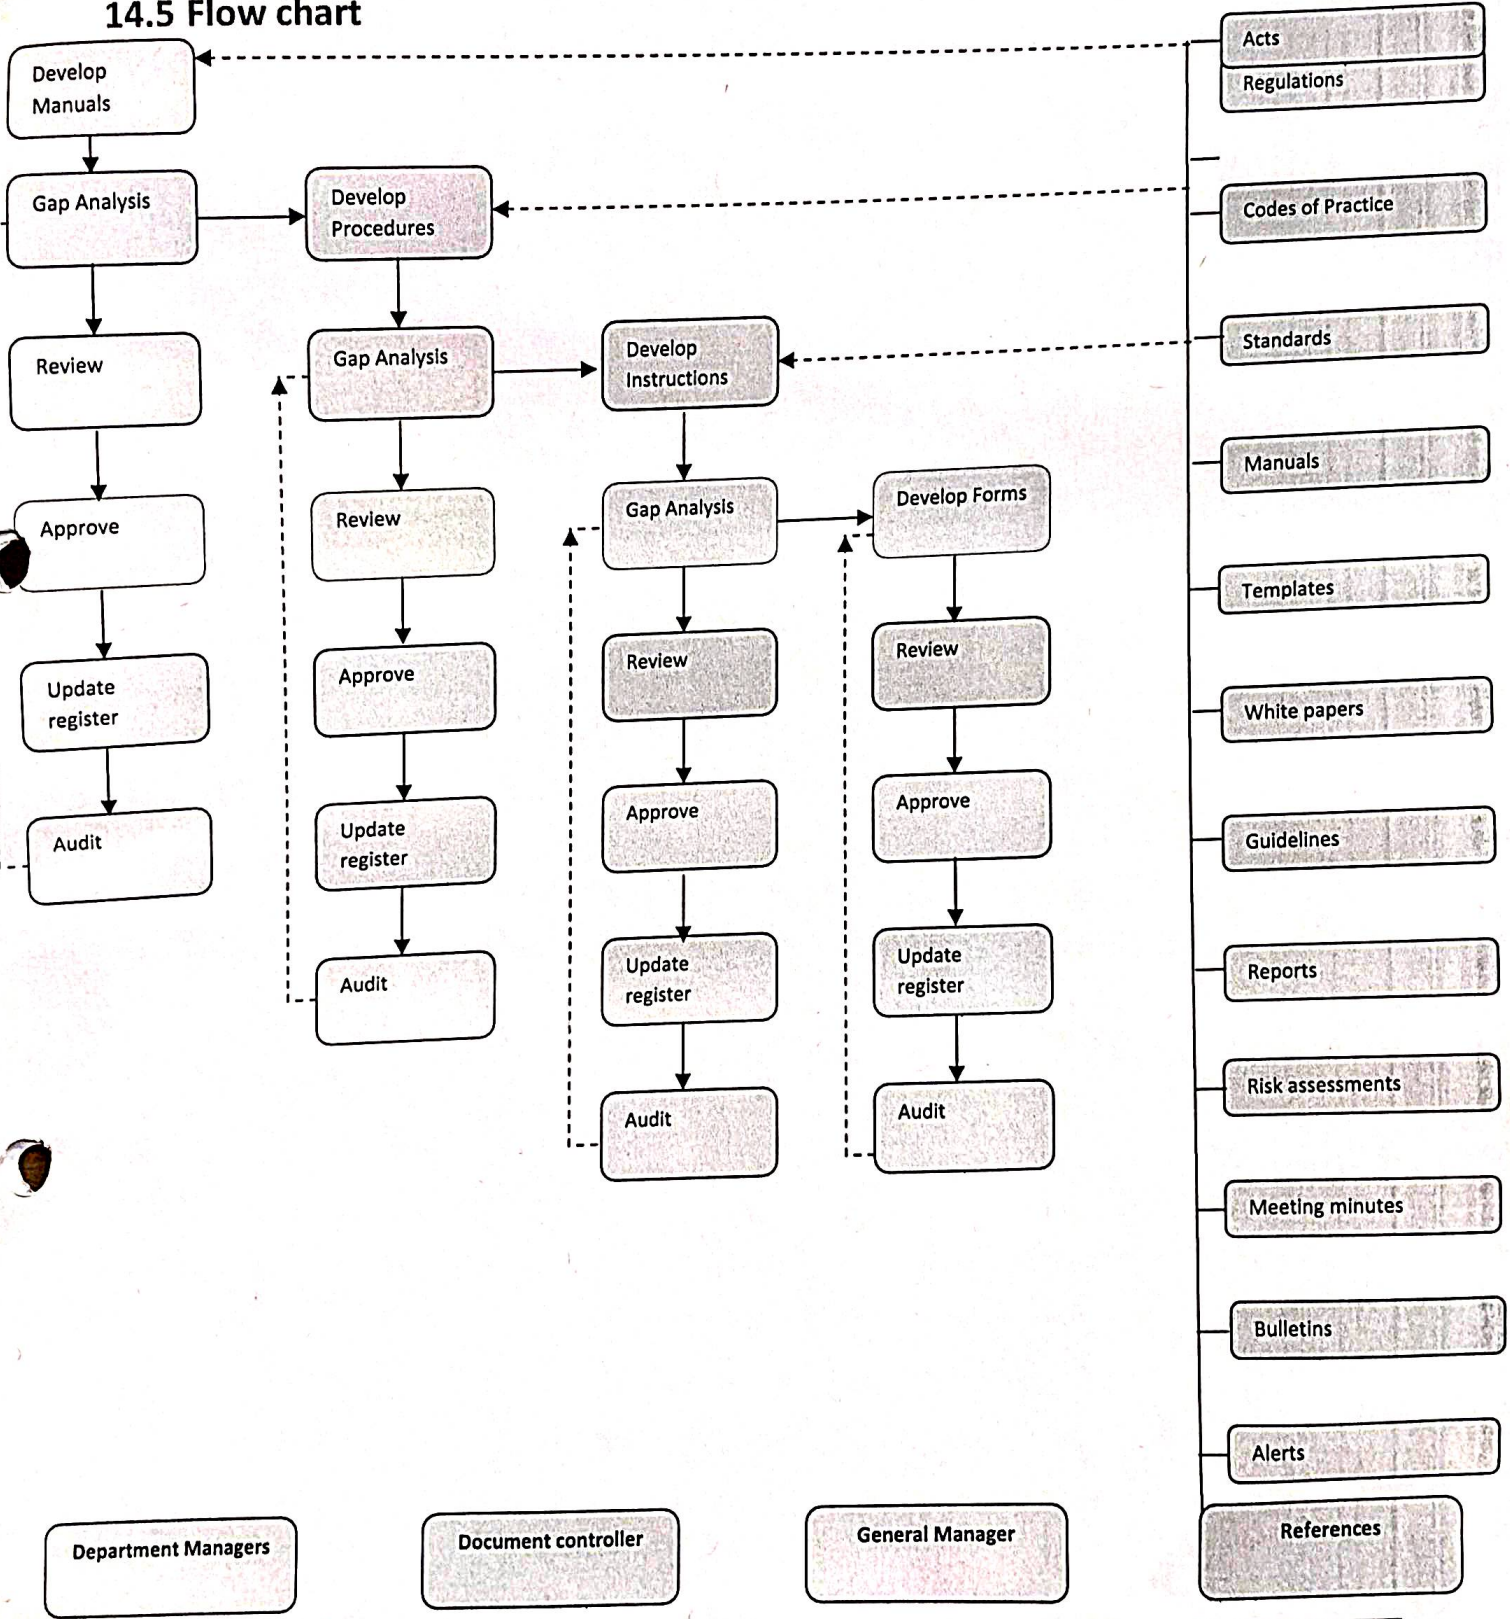 14.5 Flow chart
Develop
Manuals
Gap Analysis
Review
Approve
Update
register
Audit
Develop
Procedures
Gap Analysis
Review
Approve
Update
register
Audit
Develop
Instructions
Gap Analysis
Review
Approve
Update
register
Audit
Develop Forms
Review
Approve
Update
register
Audit
Acts
Regulations
Codes of Practice
Standards
Manuals
Templates
White papers
Guidelines
Reports
Risk assessments
Meeting minutes
Bulletins
Alerts
Department Managers
Document controller
General Manager
References